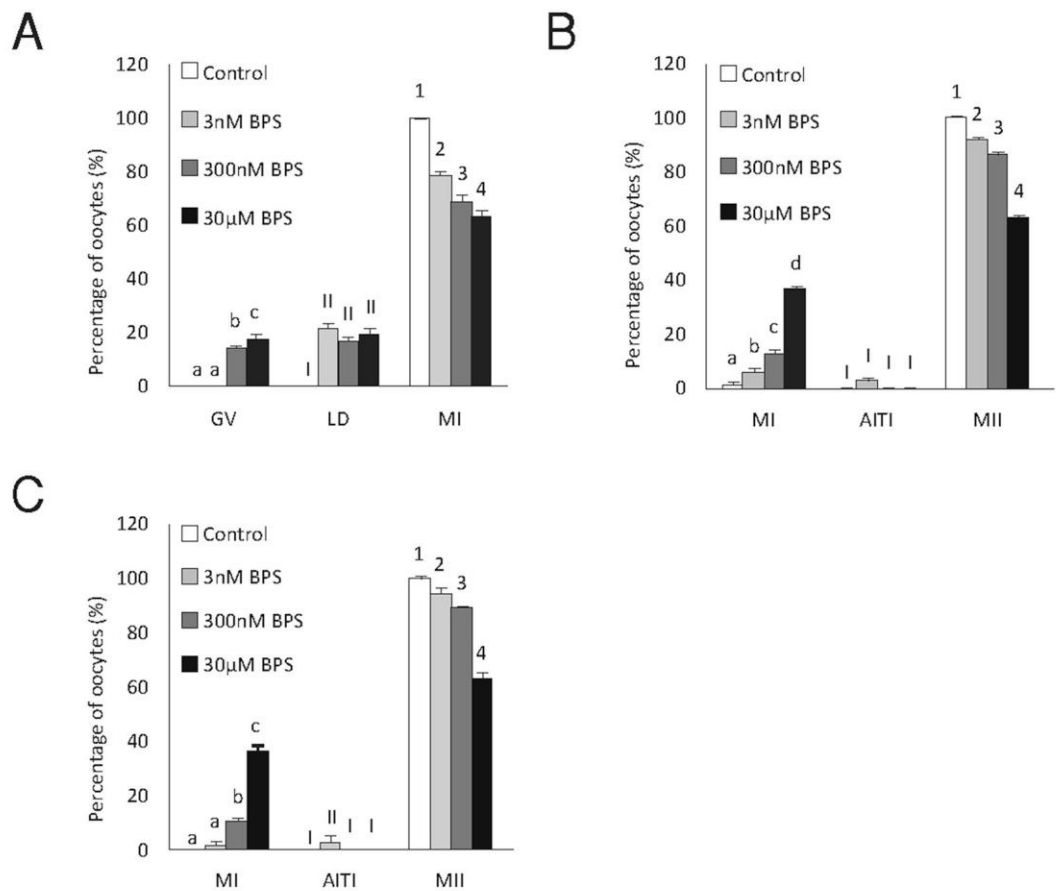 A
Percentage of oocytes (%)
120
100
80
60
40
20
0
Control
3nM BPS
300nM BPS
30µM BPS
a a b c
I II II II
1 2 3 4
GV LD MI
B
Percentage of oocytes (%)
120
100
80
60
40
20
0
Control
3nM BPS
300nM BPS
30µM BPS
a b c d
I I I I
1 2 3 4
MI AITI MII
C
Percentage of oocytes (%)
120
100
80
60
40
20
0
Control
3nM BPS
300nM BPS
30µM BPS
a a b c
I II I I
1 2 3 4
MI AITI MII